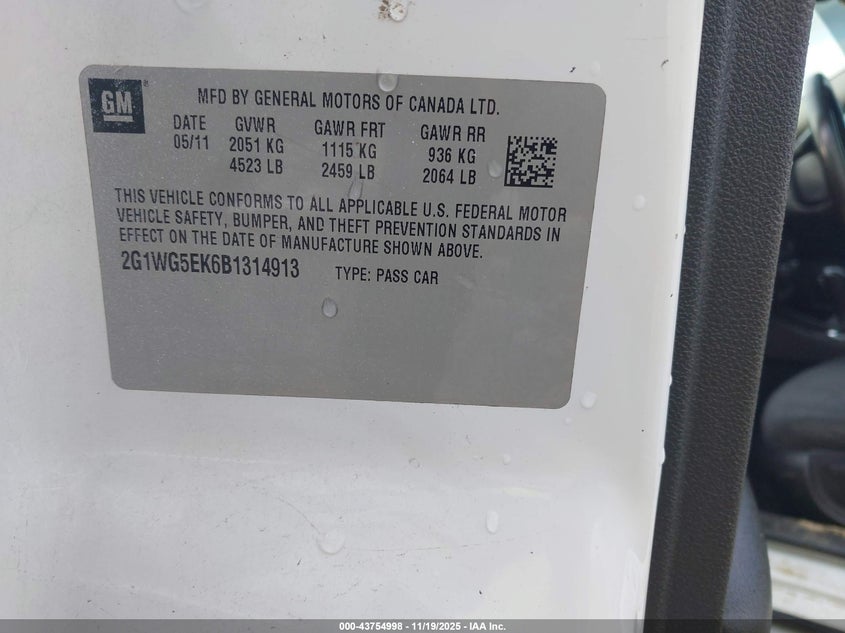 GM
MFD BY GENERAL MOTORS OF CANADA LTD.
DATE GVWR GAWR FRT GAWR RR
05/11 2051 KG 1115 KG 936 KG
4523 LB 2459 LB 2064 LB
THIS VEHICLE CONFORMS TO ALL APPLICABLE U.S. FEDERAL MOTOR
VEHICLE SAFETY, BUMPER, AND THEFT PREVENTION STANDARDS IN
EFFECT ON THE DATE OF MANUFACTURE SHOWN ABOVE.
2G1WG5EK6B1314913 TYPE: PASS CAR
000-43754998 - 11/19/2025 - IAA Inc.